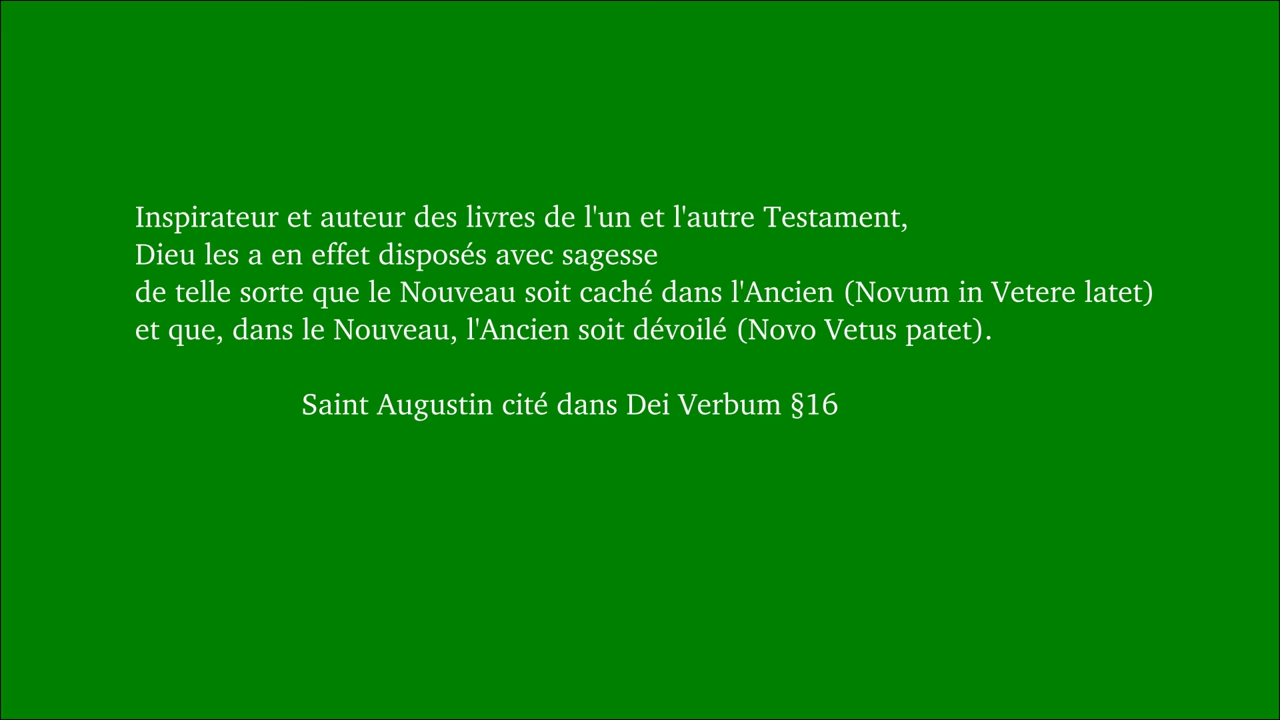 Inspirateur et auteur des livres de l'un et l'autre Testament,
Dieu les a en effet disposés avec sagesse
de telle sorte que le Nouveau soit caché dans l'Ancien (Novum in Vetere latet)
et que, dans le Nouveau, l'Ancien soit dévoilé (Novo Vetus patet).
Saint Augustin cité dans Dei Verbum §16